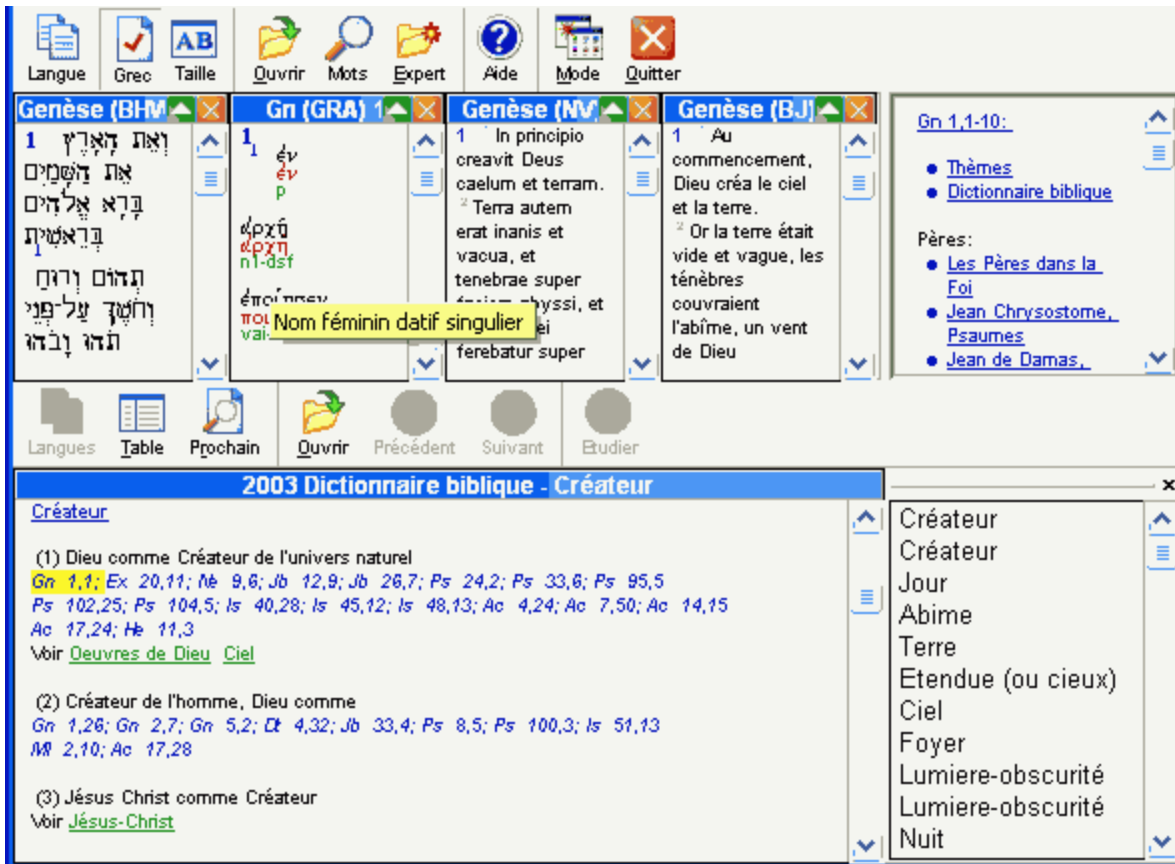 Langue Grec Taille Ouvrir Mots Expert Aide Mode Quitter
Genèse (BHM
1 וְאֵת הָאָרֶץ
אֵת הַשָּׁמַיִם
בָּרָא אֱלֹהִים
בְּרֵאשִׁית
1
תְהוֹם וְרוּחַ
וְחֹשֶׁךְ עַל־פְּנֵי
תֹהוּ וָבֹהוּ
Gn (GRA) 1
1
1
ἐν
ἐν
p
ἀρχῇ
ἀρχη
n1-dsf
ἐποίησεν
Nom féminin datif singulier
Genèse (NV)
1 In principio
creavit Deus
caelum et terram.
2 Terra autem
erat inanis et
vacua, et
tenebrae super
abyssi, et
ferebatur super
Genèse (BJ)
1 Au
commencement,
Dieu créa le ciel
et la terre.
2 Or la terre était
vide et vague, les
ténèbres
couvraient
l'abîme, un vent
de Dieu
Gn 1,1-10:
Thèmes
Dictionnaire biblique
Pères:
Les Pères dans la
Foi
Jean Chrysostome,
Psaumes
Jean de Damas,
Langues Table Prochain Ouvrir Précédent Suivant Etudier
2003 Dictionnaire biblique - Créateur
Créateur
(1) Dieu comme Créateur de l'univers naturel
Gn 1,1; Ex 20,11; Ne 9,6; Jb 12,9; Jb 26,7; Ps 24,2; Ps 33,6; Ps 95,5
Ps 102,25; Ps 104,5; Is 40,28; Is 45,12; Is 48,13; Ac 4,24; Ac 7,50; Ac 14,15
Ac 17,24; He 11,3
Voir Oeuvres de Dieu Ciel
(2) Créateur de l'homme, Dieu comme
Gn 1,26; Gn 2,7; Gn 5,2; Dt 4,32; Jb 33,4; Ps 8,5; Ps 100,3; Is 51,13
Ml 2,10; Ac 17,28
(3) Jésus Christ comme Créateur
Voir Jésus-Christ
Créateur
Créateur
Jour
Abime
Terre
Etendue (ou cieux)
Ciel
Foyer
Lumiere-obscurité
Lumiere-obscurité
Nuit